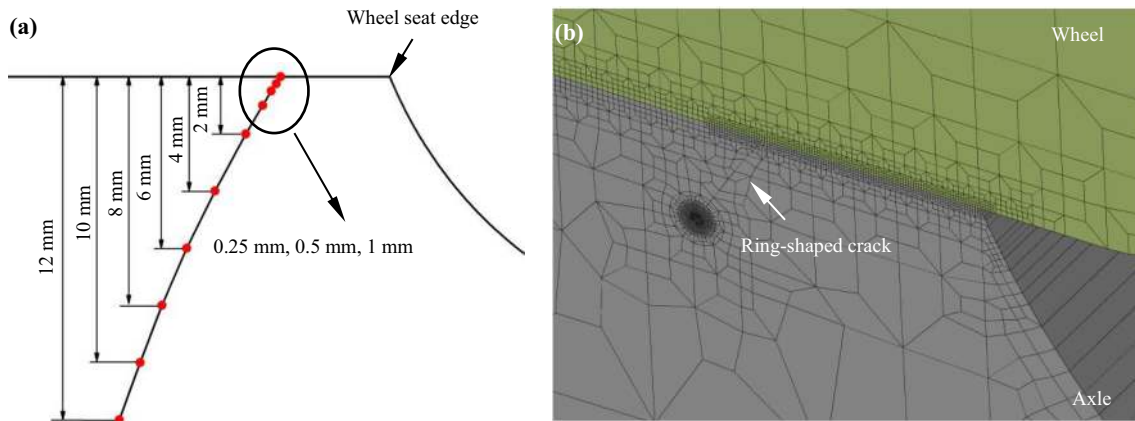 (a)
Wheel seat edge
2 mm
4 mm
6 mm
8 mm
10 mm
12 mm
0.25 mm, 0.5 mm, 1 mm
(b)
Wheel
Ring-shaped crack
Axle